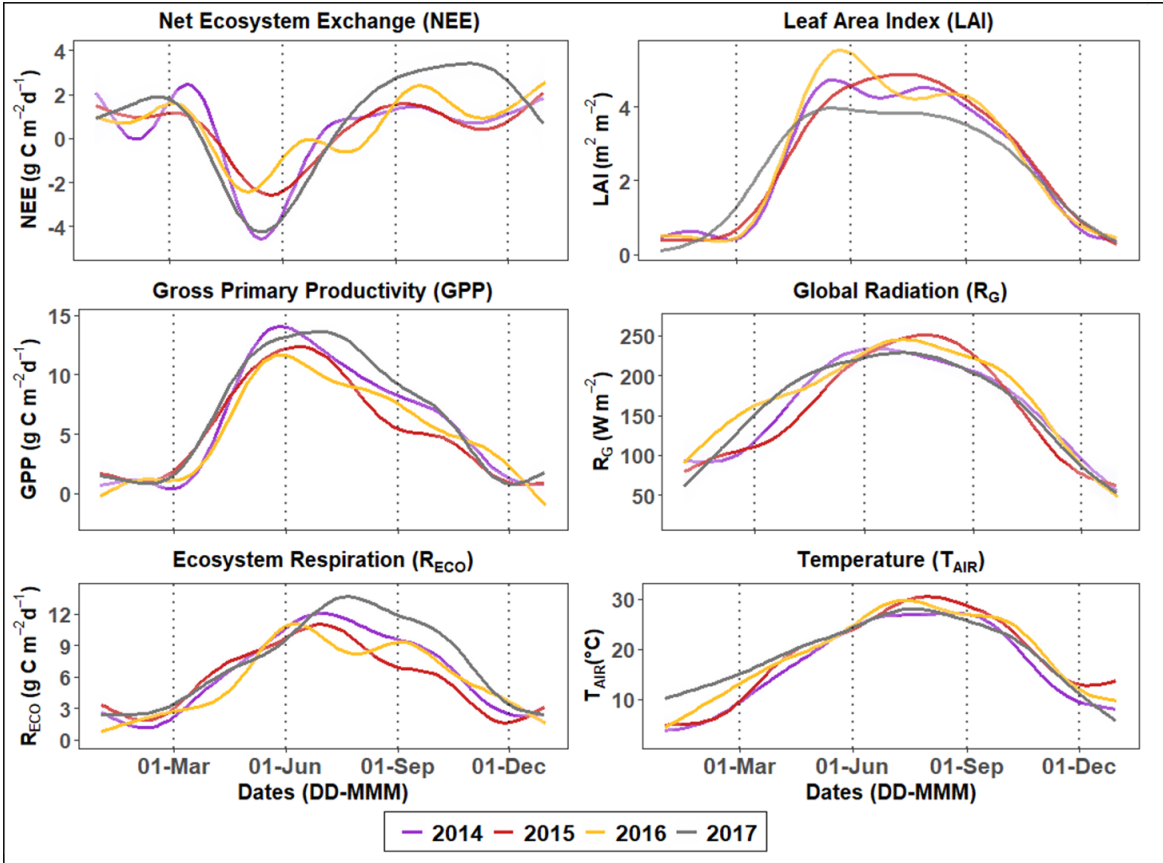 Net Ecosystem Exchange (NEE)
NEE (g C m⁻² d⁻¹)
4
2
0
-2
-4
Leaf Area Index (LAI)
LAI (m² m⁻²)
4
2
0
Gross Primary Productivity (GPP)
GPP (g C m⁻² d⁻¹)
15
10
5
0
Global Radiation (R_G)
R_G (W m⁻²)
250
200
150
100
50
Ecosystem Respiration (R_ECO)
R_ECO (g C m⁻² d⁻¹)
12
9
6
3
0
01-Mar 01-Jun 01-Sep 01-Dec
Dates (DD-MMM)
Temperature (T_AIR)
T_AIR(°C)
30
20
10
01-Mar 01-Jun 01-Sep 01-Dec
Dates (DD-MMM)
2014 2015 2016 2017